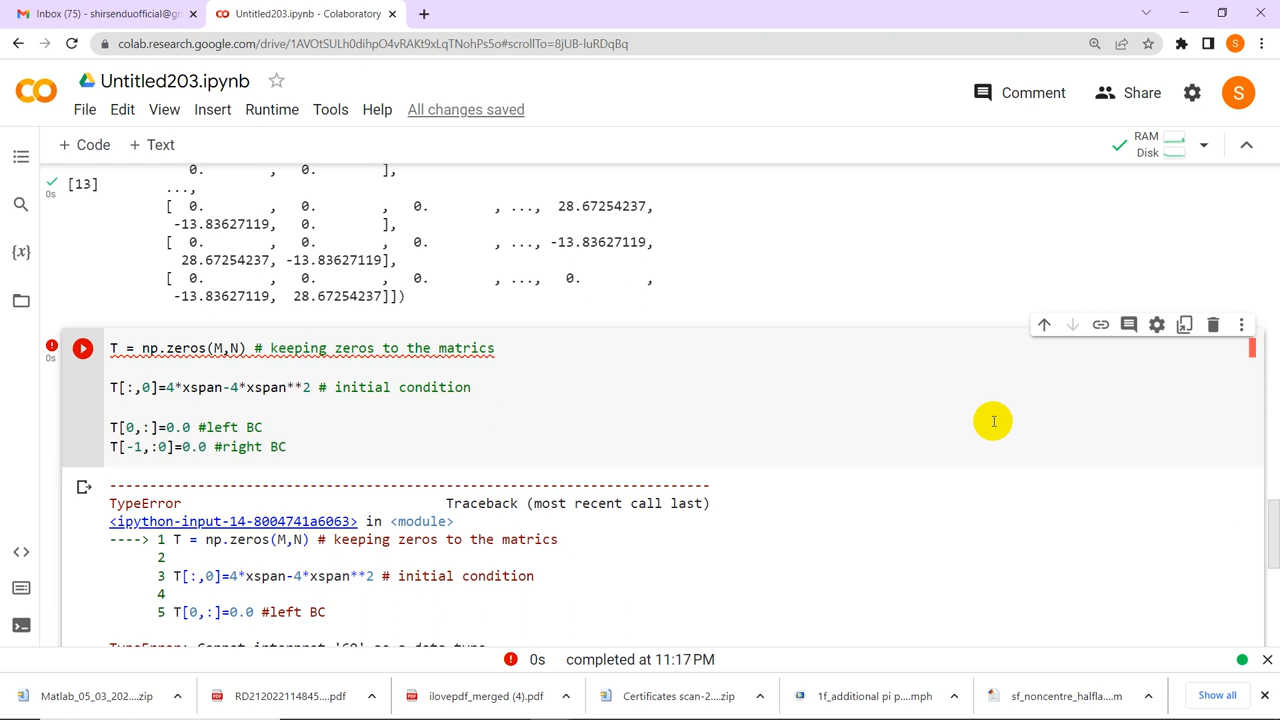 Inbox (75) - shirsenduofficial@g
Untitled203.ipynb - Colaboratory
colab.research.google.com/drive/1AVOtSULh0dihpO4vRAKt9xLqTNohPs5o#scrollTo=8jUB-luRDqBq
S
Untitled203.ipynb
Comment
Share
S
File Edit View Insert Runtime Tools Help All changes saved
+ Code + Text
RAM
Disk
0. , 0. ],
[13]
0s
...,
[ 0. , 0. , 0. , ..., 28.67254237,
-13.83627119, 0. ],
[ 0. , 0. , 0. , ..., -13.83627119,
28.67254237, -13.83627119],
[ 0. , 0. , 0. , ..., 0. ,
-13.83627119, 28.67254237]])
0s
T = np.zeros(M,N) # keeping zeros to the matrics
T[:,0]=4*xspan-4*xspan**2 # initial condition
T[0,:]=0.0 #left BC
T[-1,:0]=0.0 #right BC
---------------------------------------------------------------------------
TypeError Traceback (most recent call last)
<ipython-input-14-8004741a6063> in <module>
----> 1 T = np.zeros(M,N) # keeping zeros to the matrics
2
3 T[:,0]=4*xspan-4*xspan**2 # initial condition
4
5 T[0,:]=0.0 #left BC
TypeError: Cannot interpret '60' as a data type
0s completed at 11:17 PM
Matlab_05_03_202....zip
RD212022114845....pdf
ilovepdf_merged (4).pdf
Certificates scan-2....zip
1f_additional pi p....mph
sf_noncentre_halfla....m
Show all